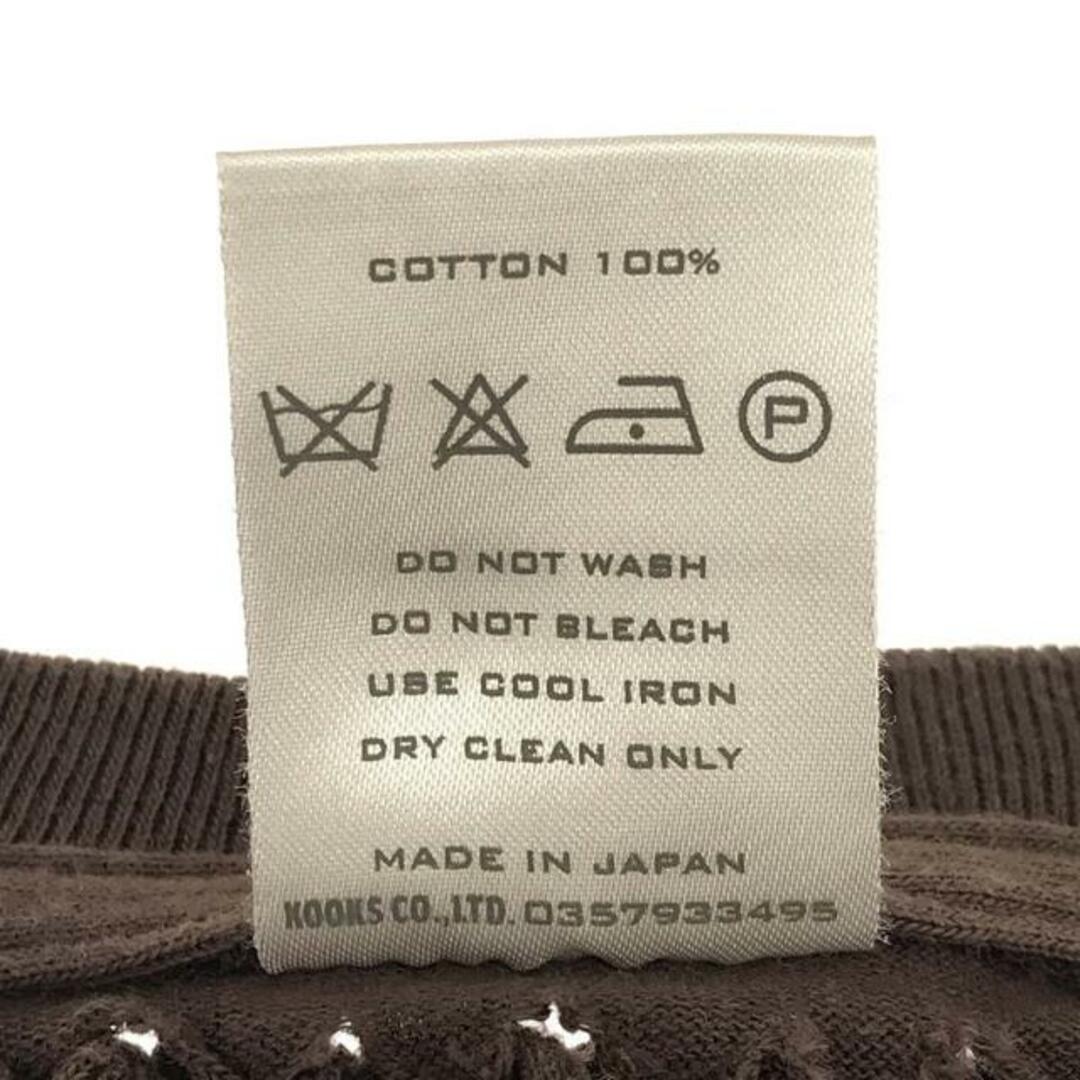 COTTON 100%
P
DO NOT WASH
DO NOT BLEACH
USE COOL IRON
DRY CLEAN ONLY
MADE IN JAPAN
KOOKS CO.,LTD. 0357933495